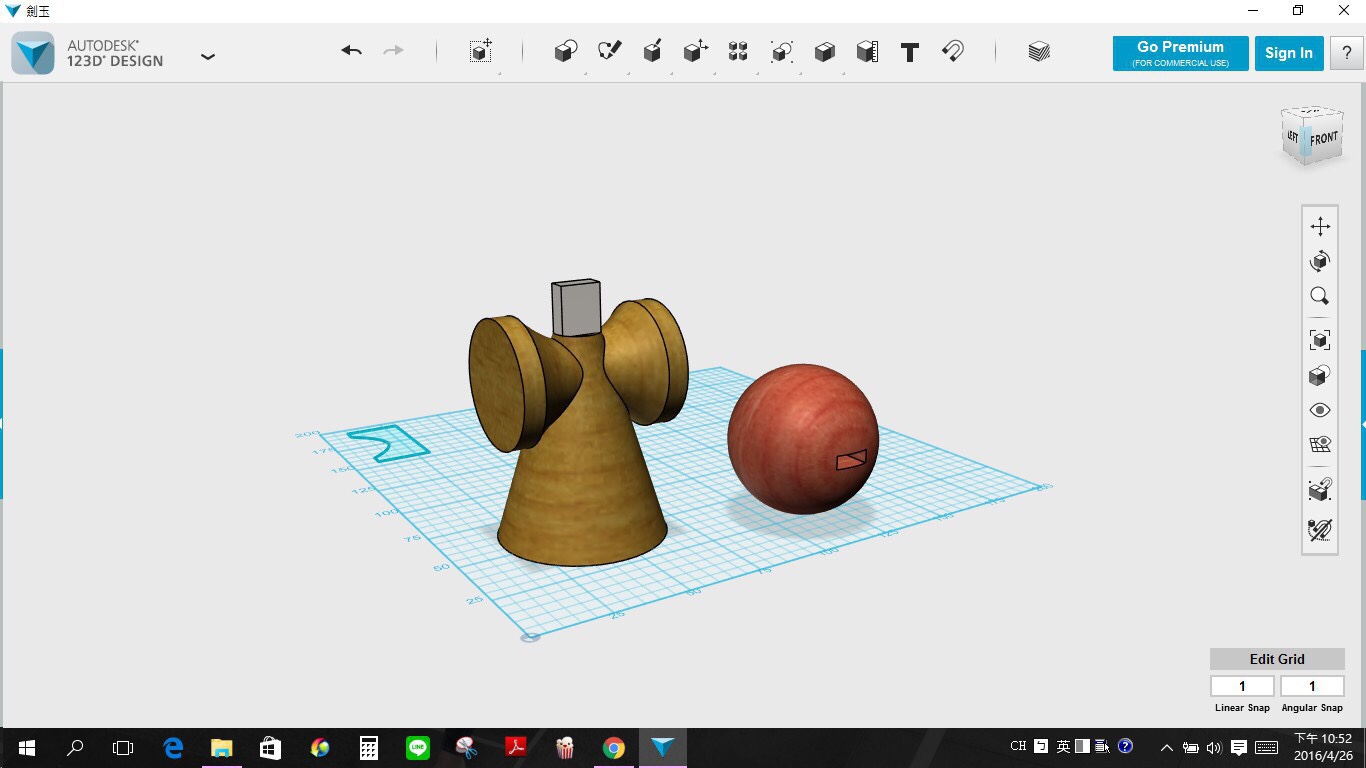 劍玉
AUTODESK®
123D® DESIGN
Go Premium
(FOR COMMERCIAL USE)
Sign In
?
LEFT
FRONT
200
175
150
125
100
75
50
25
25
50
75
100
125
150
175
200
Edit Grid
1
1
Linear Snap
Angular Snap
LINE
CH
英
下午 10:52
2016/4/26